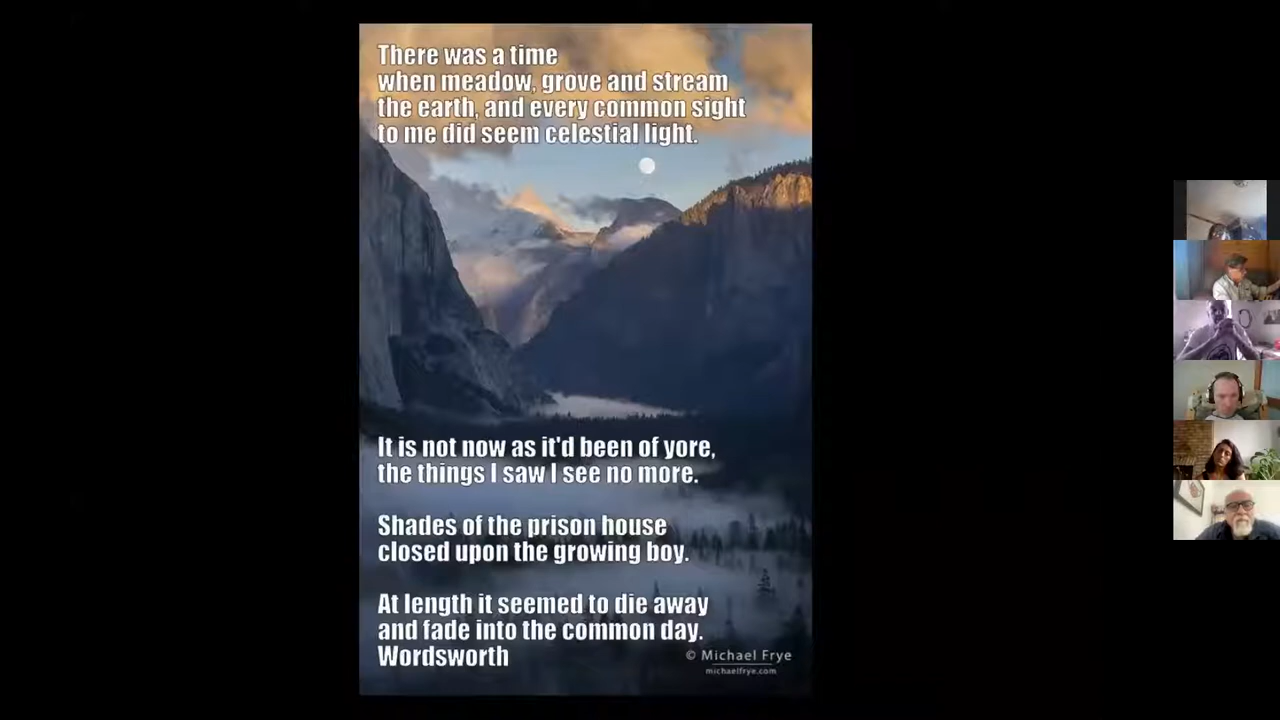 There was a time
when meadow, grove and stream
the earth, and every common sight
to me did seem celestial light.
It is not now as it'd been of yore,
the things I saw I see no more.
Shades of the prison house
closed upon the growing boy.
At length it seemed to die away
and fade into the common day.
Wordsworth
© Michael Frye
michaelfrye.com